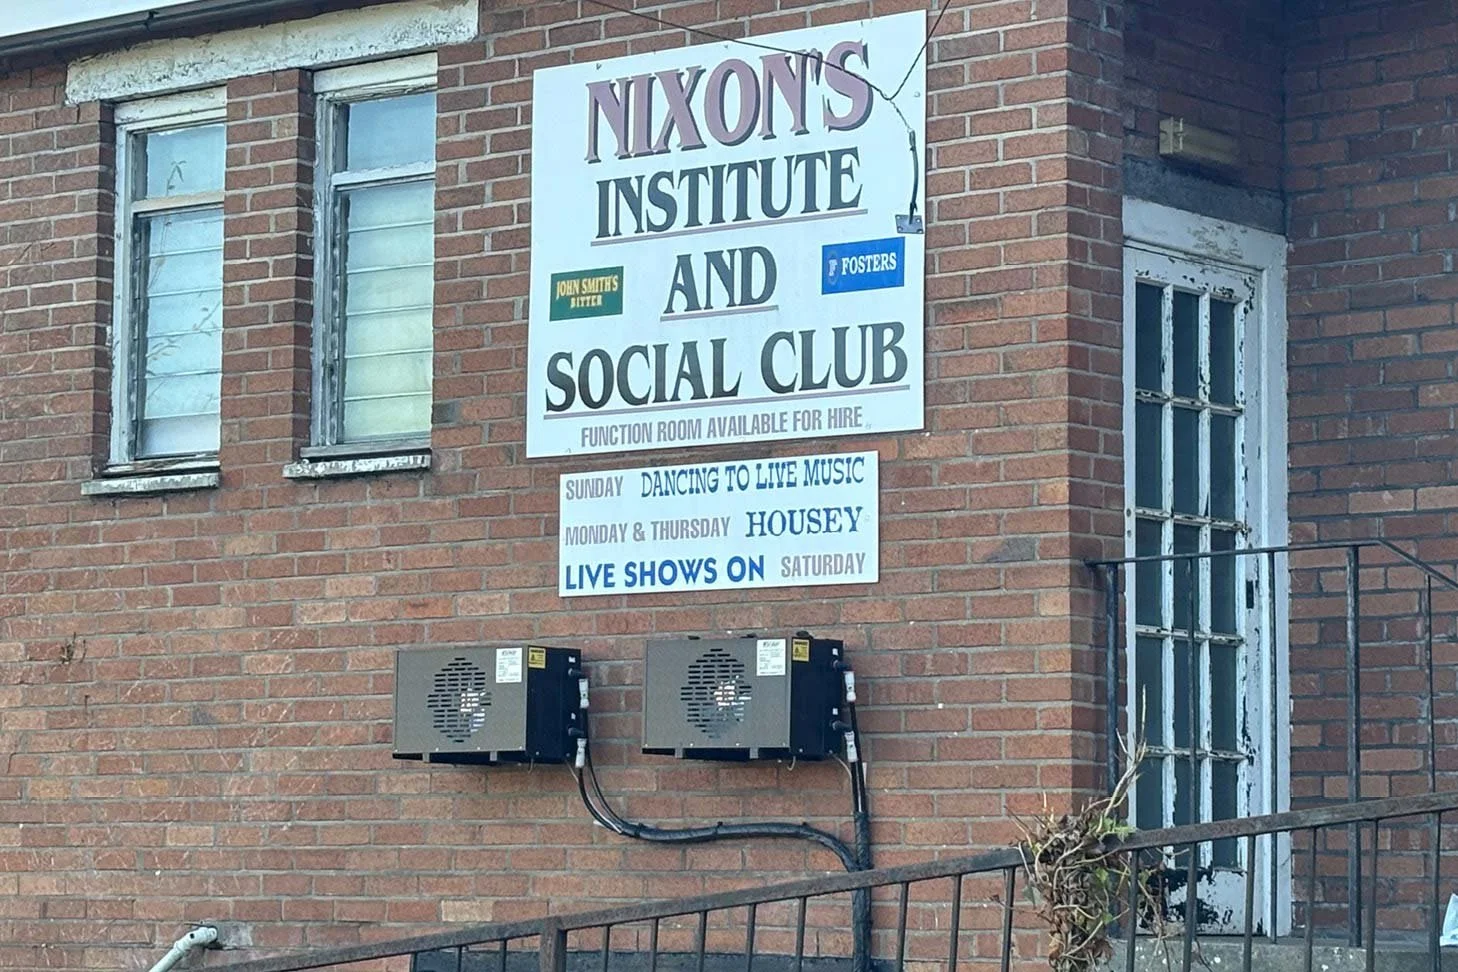 NIXON'S
INSTITUTE
AND
JOHN SMITH'S
BITTER
FOSTERS
SOCIAL CLUB
FUNCTION ROOM AVAILABLE FOR HIRE
SUNDAY DANCING TO LIVE MUSIC
MONDAY & THURSDAY HOUSEY
LIVE SHOWS ON SATURDAY